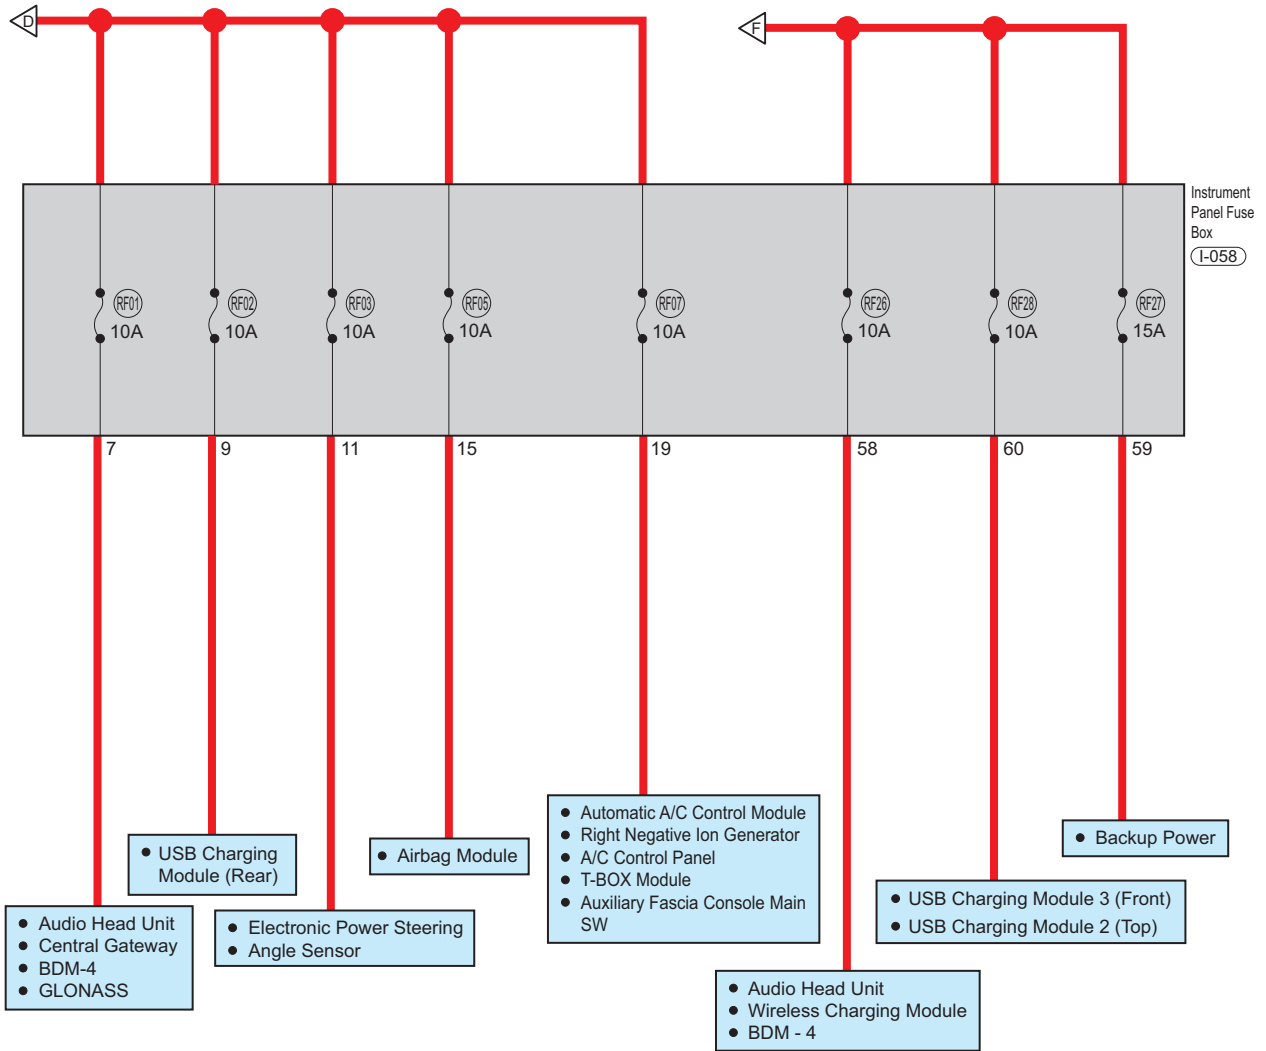 D
F
Instrument
Panel Fuse
Box
I-058
RF01
10A
RF02
10A
RF03
10A
RF05
10A
RF07
10A
RF26
10A
RF28
10A
RF27
15A
7
9
11
15
19
58
60
59
• Automatic A/C Control Module
• Right Negative Ion Generator
• A/C Control Panel
• T-BOX Module
• Auxiliary Fascia Console Main
SW
• Backup Power
• USB Charging
Module (Rear)
• Airbag Module
• USB Charging Module 3 (Front)
• USB Charging Module 2 (Top)
• Audio Head Unit
• Central Gateway
• BDM-4
• GLONASS
• Electronic Power Steering
• Angle Sensor
• Audio Head Unit
• Wireless Charging Module
• BDM - 4